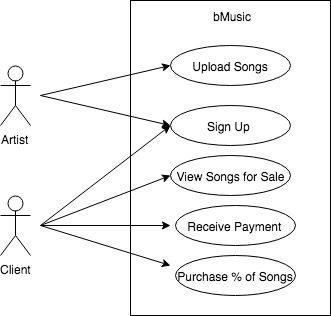 bMusic
Upload Songs
Artist
Sign Up
View Songs for Sale
Receive Payment
Client
Purchase % of Songs